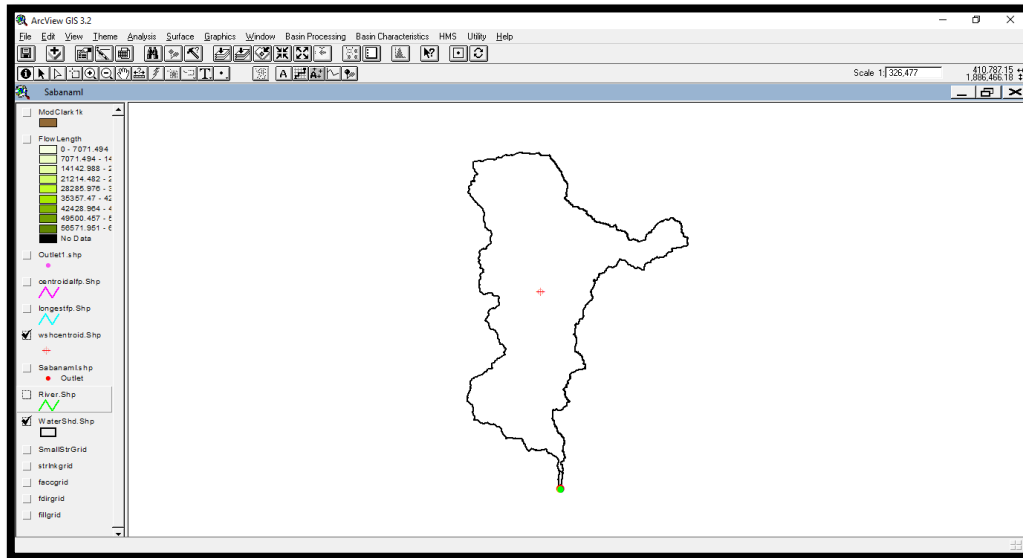 ArcView GIS 3.2
File Edit View Theme Analysis Surface Graphics Window Basin Processing Basin Characteristics HMS Utility Help
Scale 1: 326,477
410,787.15
1,886,466.18
Sabanaml
ModClark1k
FlowLength
0 - 7071.494
7071.494 - 14
14142.988 - 2
21214.482 - 2
28285.976 - 3
35357.47 - 42
42428.964 - 4
49500.457 - 5
56571.951 - 6
No Data
Outlet1.shp
centroidalfp.Shp
longestfp.Shp
wshcentroid.Shp
Sabanaml.shp
Outlet
River.Shp
WaterShd.Shp
SmallStrGrid
strlnkgrid
faccgrid
fdirgrid
fillgrid